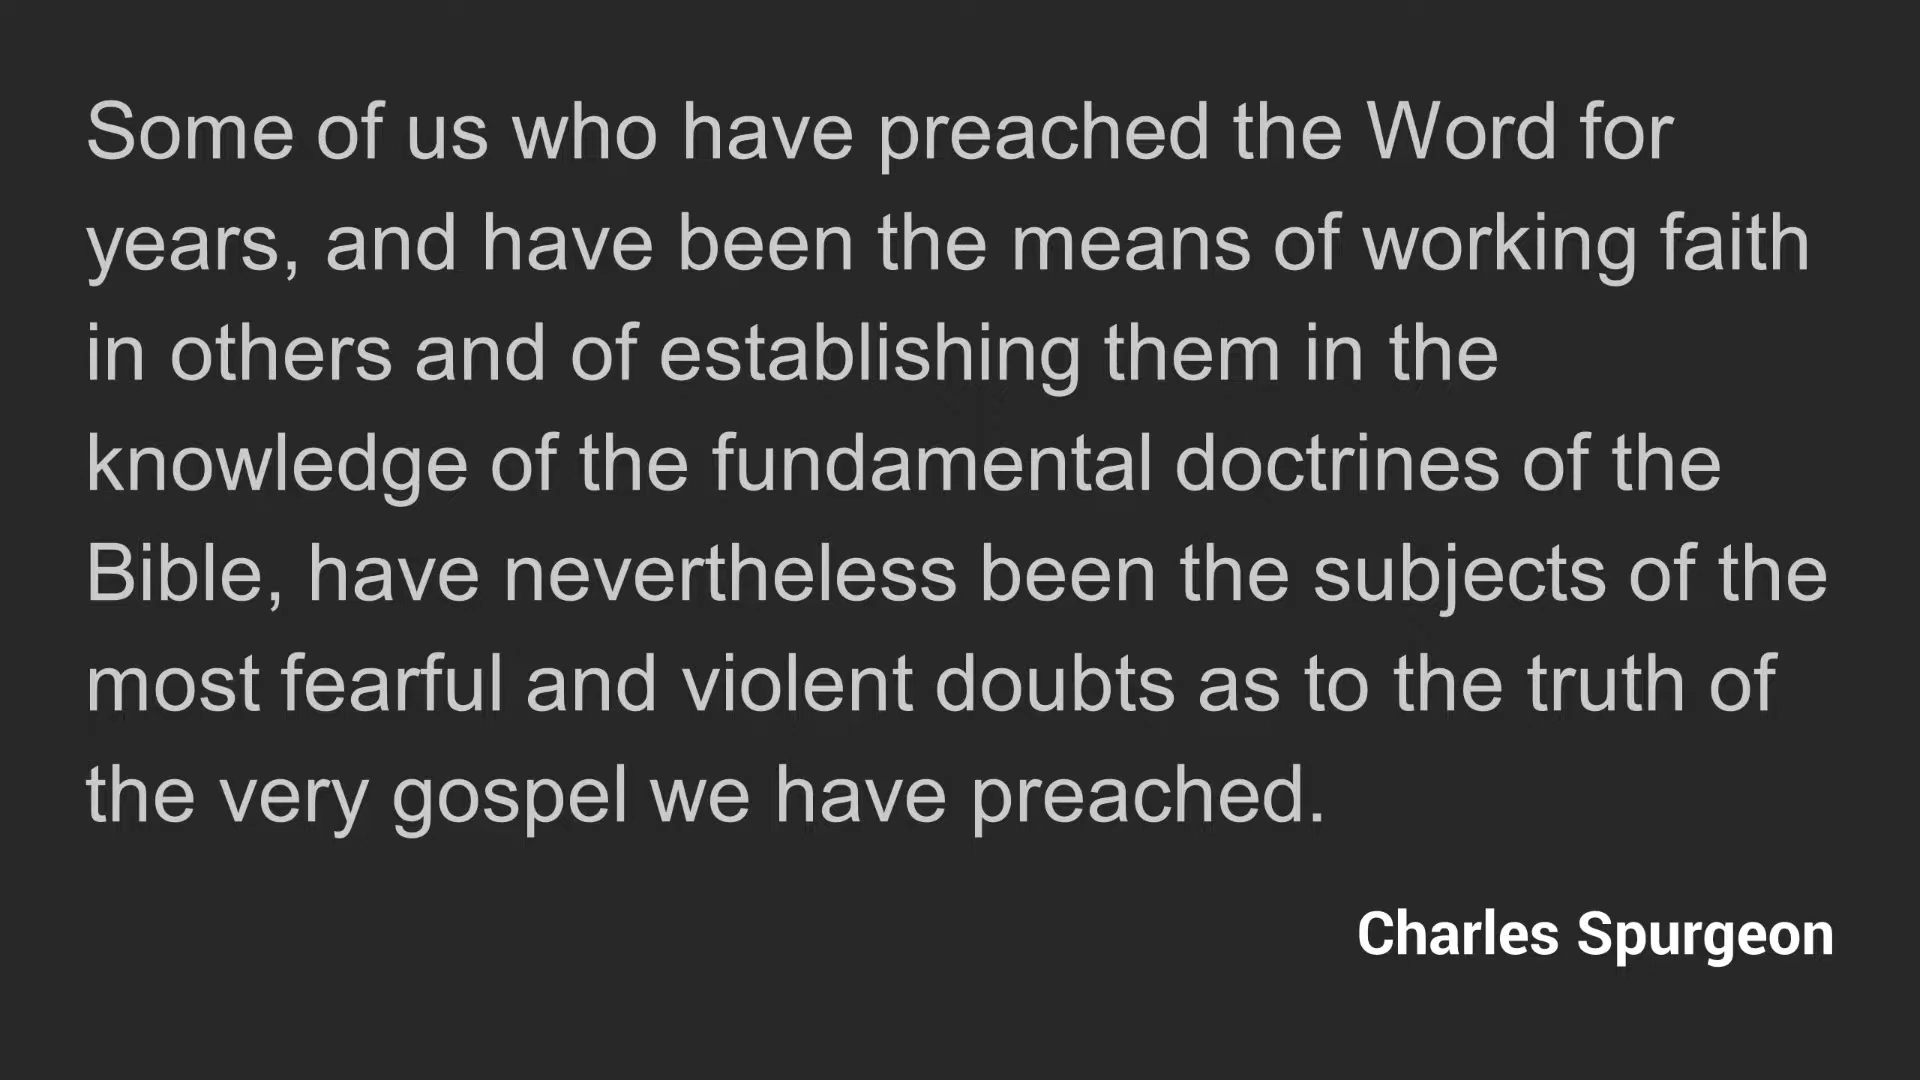 Some of us who have preached the Word for
years, and have been the means of working faith
in others and of establishing them in the
knowledge of the fundamental doctrines of the
Bible, have nevertheless been the subjects of the
most fearful and violent doubts as to the truth of
the very gospel we have preached.
Charles Spurgeon